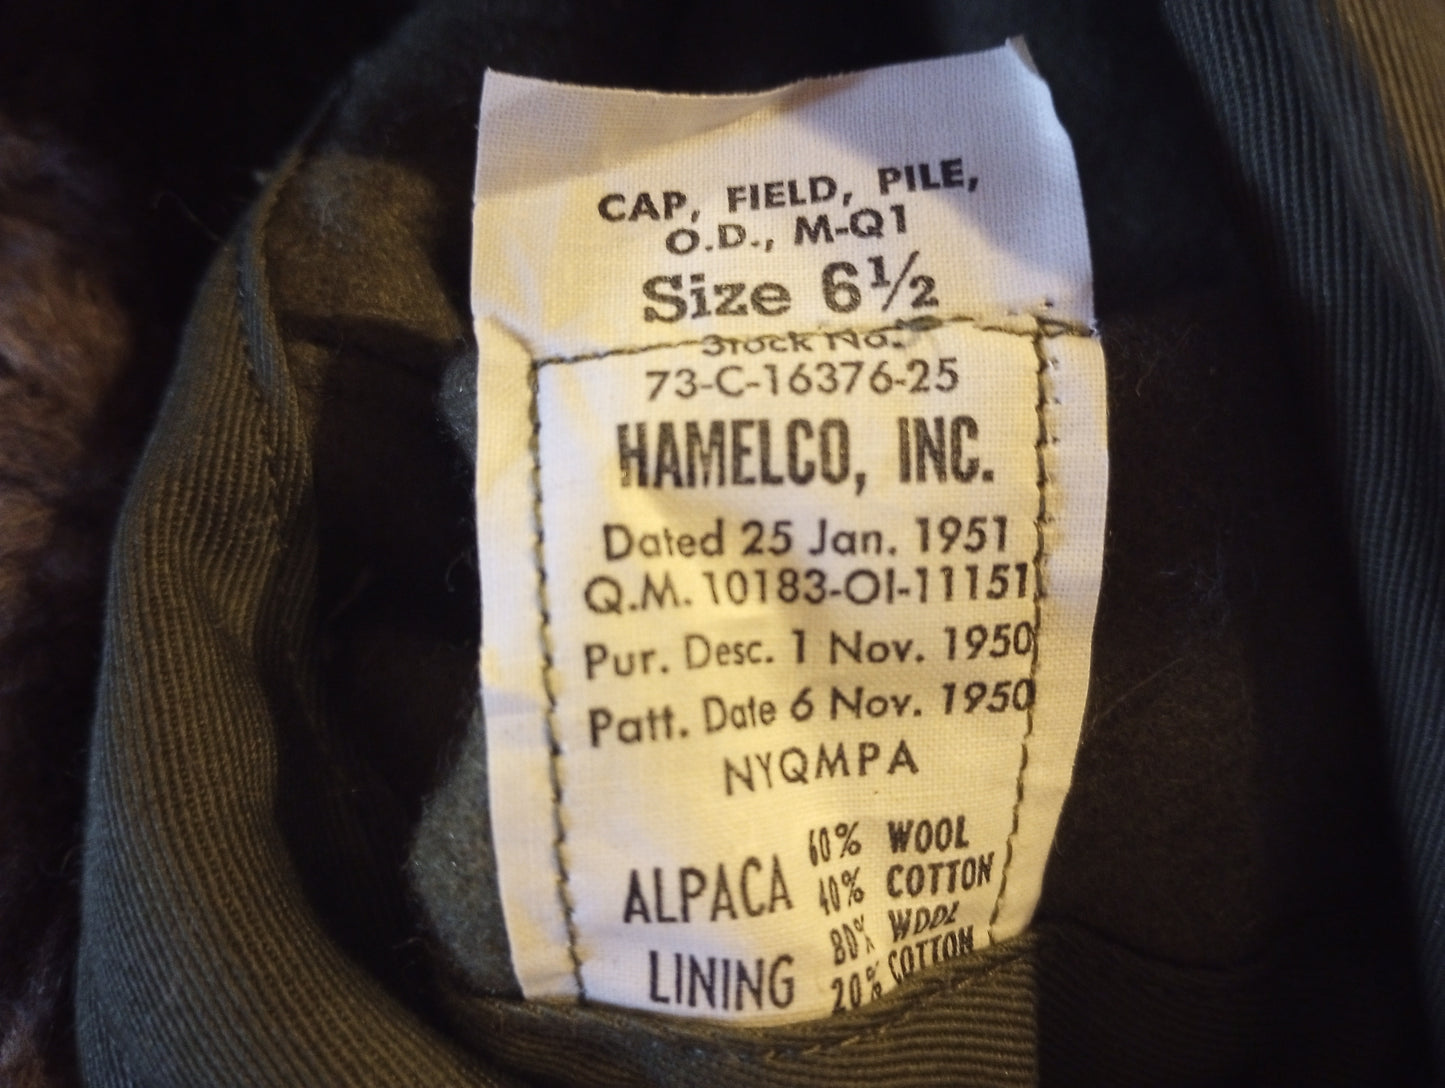 CAP, FIELD, PILE,
O.D., M-Q1
Size 6½
Stock No.
73-C-16376-25
HAMELCO, INC.
Dated 25 Jan. 1951
Q.M. 10183-OI-11151
Pur. Desc. 1 Nov. 1950
Patt. Date 6 Nov. 1950
NYQMPA
ALPACA 60% WOOL
40% COTTON
LINING 80% WOOL
20% COTTON